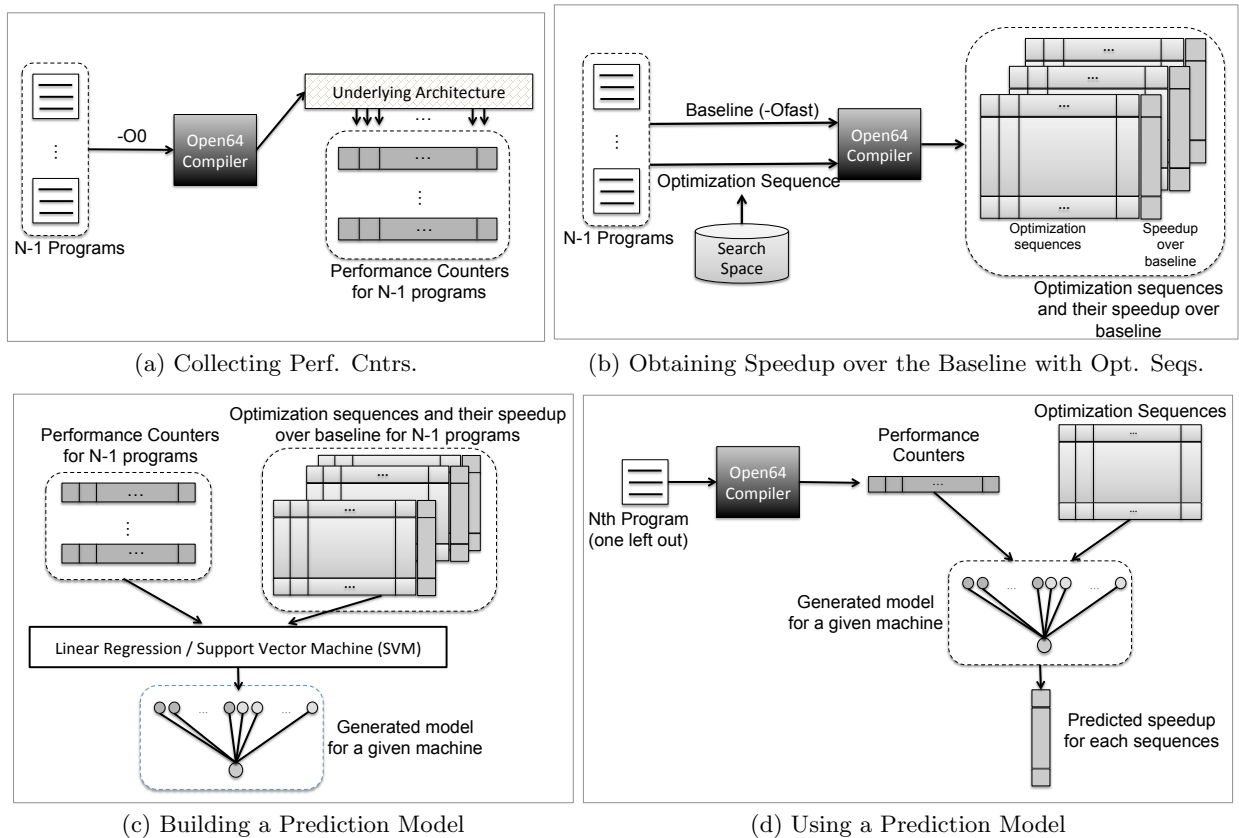 -O0
Open64
Compiler
Underlying Architecture
...
...
⋮
⋮
...
N-1 Programs
Performance Counters
for N-1 programs
(a) Collecting Perf. Cntrs.
Baseline (-Ofast)
Optimization Sequence
Open64
Compiler
N-1 Programs
⋮
Search
Space
...
...
...
...
Optimization
sequences
Speedup
over
baseline
Optimization sequences
and their speedup over
baseline
(b) Obtaining Speedup over the Baseline with Opt. Seqs.
Performance Counters
for N-1 programs
...
⋮
...
Optimization sequences and their speedup
over baseline for N-1 programs
...
...
...
...
Linear Regression / Support Vector Machine (SVM)
... ...
Generated model
for a given machine
(c) Building a Prediction Model
Nth Program
(one left out)
Open64
Compiler
Performance
Counters
...
Optimization Sequences
...
...
... ...
Generated model
for a given machine
Predicted speedup
for each sequences
(d) Using a Prediction Model